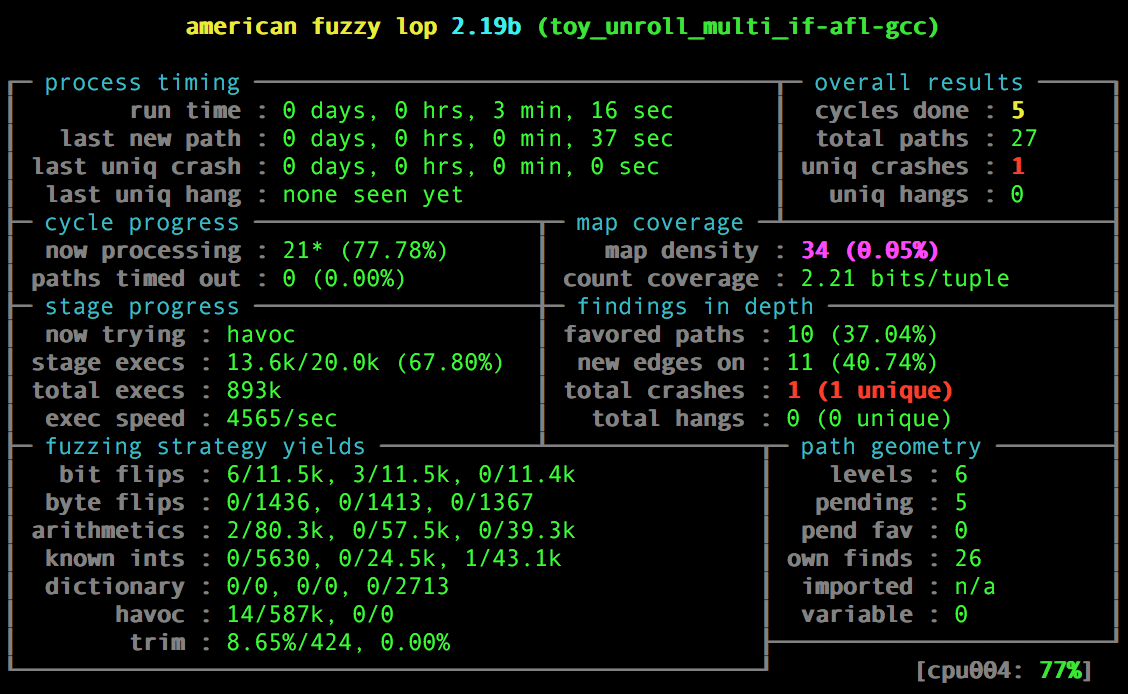 american fuzzy lop 2.19b (toy_unroll_multi_if-afl-gcc)
process timing overall results
run time : 0 days, 0 hrs, 3 min, 16 sec cycles done : 5
last new path : 0 days, 0 hrs, 0 min, 37 sec total paths : 27
last uniq crash : 0 days, 0 hrs, 0 min, 0 sec uniq crashes : 1
last uniq hang : none seen yet uniq hangs : 0
cycle progress map coverage
now processing : 21* (77.78%) map density : 34 (0.05%)
paths timed out : 0 (0.00%) count coverage : 2.21 bits/tuple
stage progress findings in depth
now trying : havoc favored paths : 10 (37.04%)
stage execs : 13.6k/20.0k (67.80%) new edges on : 11 (40.74%)
total execs : 893k total crashes : 1 (1 unique)
exec speed : 4565/sec total hangs : 0 (0 unique)
fuzzing strategy yields path geometry
bit flips : 6/11.5k, 3/11.5k, 0/11.4k levels : 6
byte flips : 0/1436, 0/1413, 0/1367 pending : 5
arithmetics : 2/80.3k, 0/57.5k, 0/39.3k pend fav : 0
known ints : 0/5630, 0/24.5k, 1/43.1k own finds : 26
dictionary : 0/0, 0/0, 0/2713 imported : n/a
havoc : 14/587k, 0/0 variable : 0
trim : 8.65%/424, 0.00%
[cpu004: 77%]